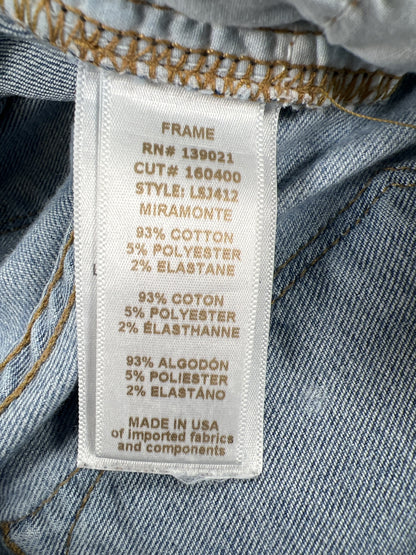 FRAME
RN# 139021
CUT# 160400
STYLE: LSJ412
MIRAMONTE
93% COTTON
5% POLYESTER
2% ELASTANE
93% COTON
5% POLYESTER
2% ÉLASTHANNE
93% ALGODÓN
5% POLIESTER
2% ELASTÁNO
MADE IN USA
of imported fabrics
and components